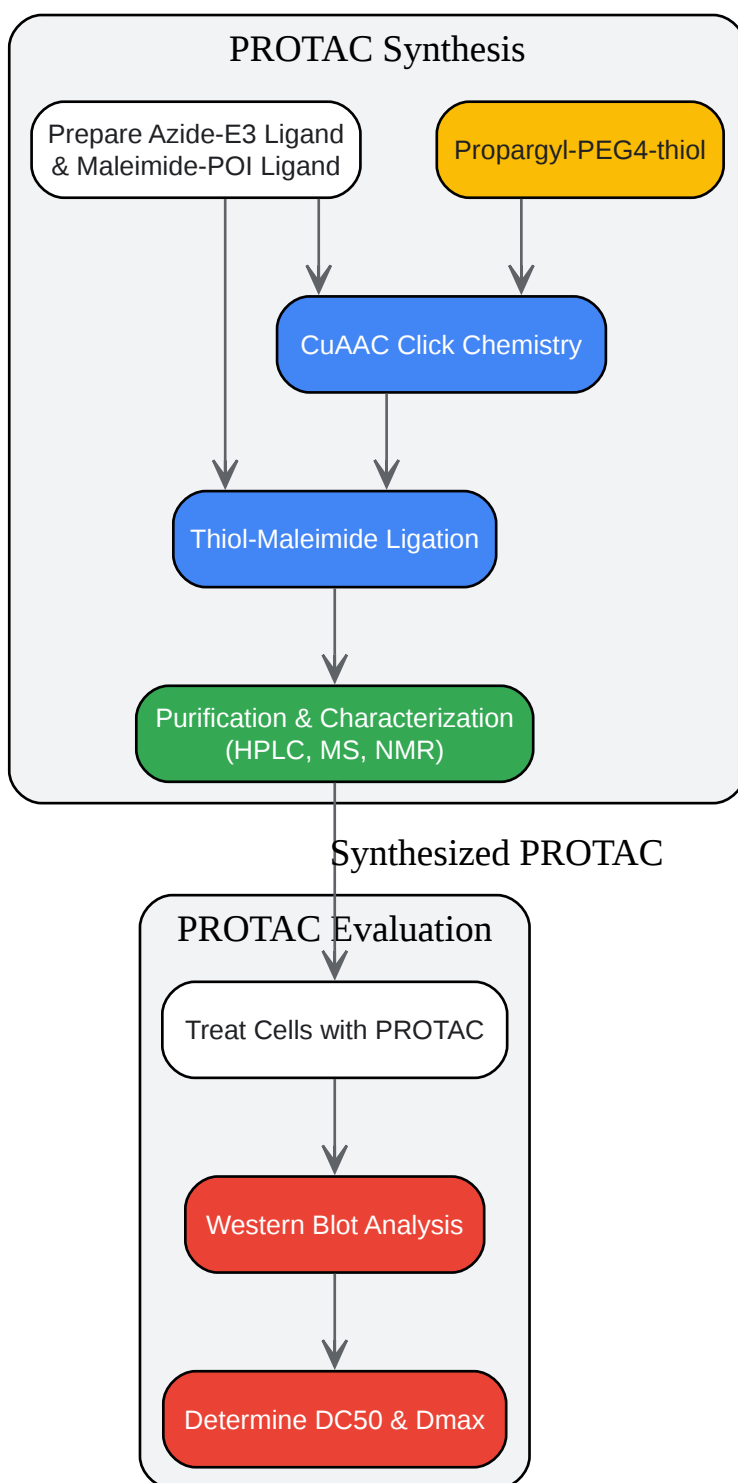 PROTAC Synthesis
Prepare Azide-E3 Ligand
& Maleimide-POI Ligand
Propargyl-PEG4-thiol
CuAAC Click Chemistry
Thiol-Maleimide Ligation
Purification & Characterization
(HPLC, MS, NMR)
Synthesized PROTAC
PROTAC Evaluation
Treat Cells with PROTAC
Western Blot Analysis
Determine DC50 & Dmax